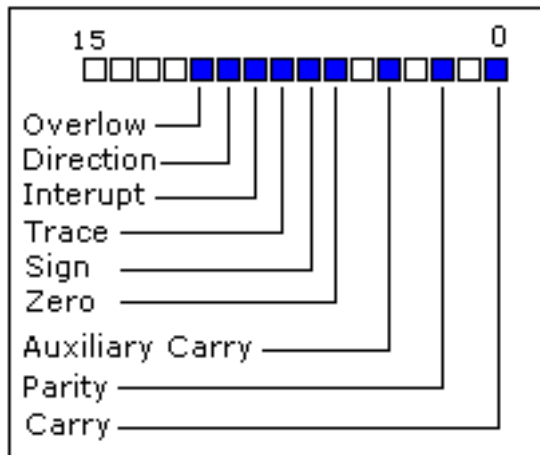 15 0
Overlow
Direction
Interupt
Trace
Sign
Zero
Auxiliary Carry
Parity
Carry